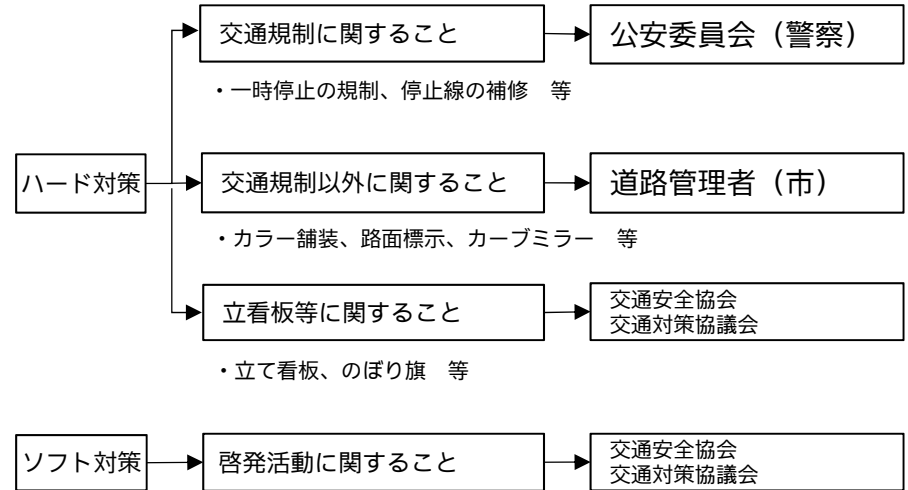 交通規制に関すること
公安委員会（警察）
・一時停止の規制、停止線の補修　等
ハード対策
交通規制以外に関すること
道路管理者（市）
・カラー舗装、路面標示、カーブミラー　等
立看板等に関すること
交通安全協会
交通対策協議会
・立て看板、のぼり旗　等
ソフト対策
啓発活動に関すること
交通安全協会
交通対策協議会